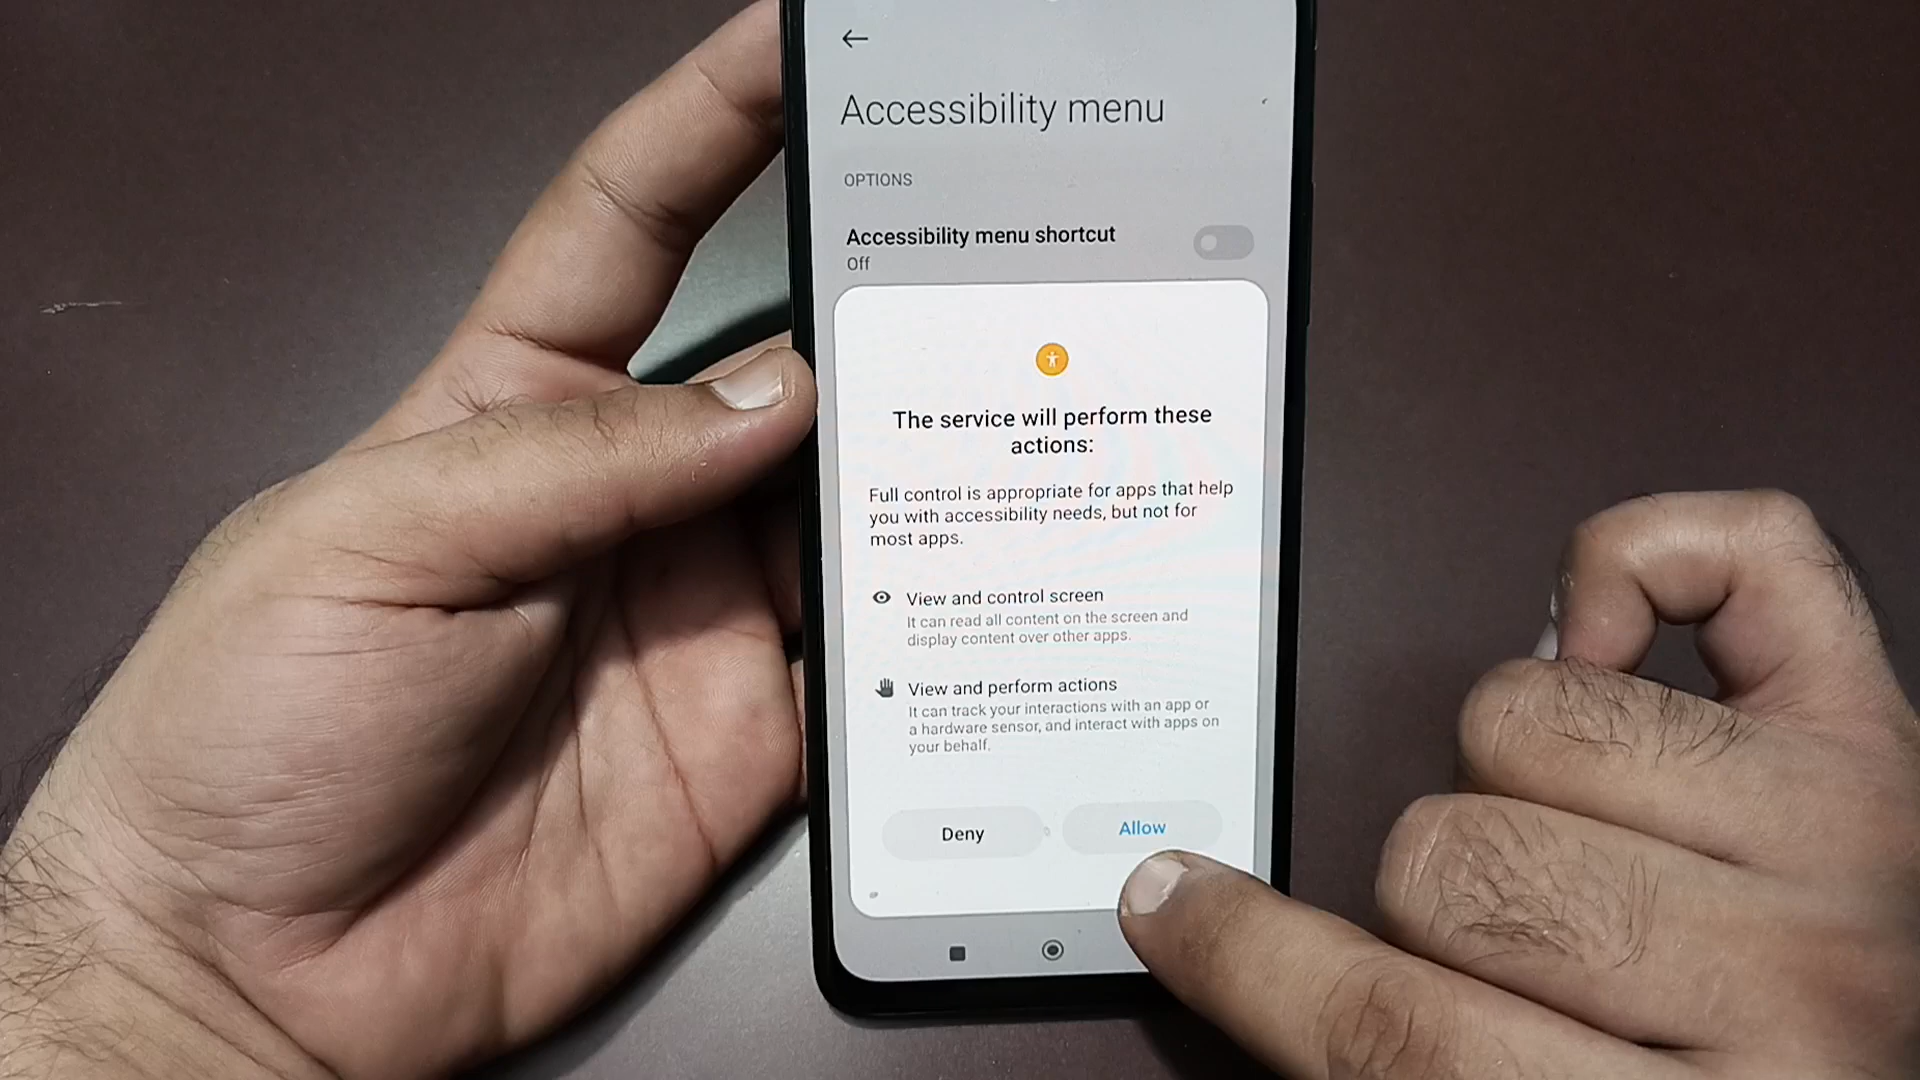 Accessibility menu
OPTIONS
Accessibility menu shortcut
Off
The service will perform these
actions:
Full control is appropriate for apps that help
you with accessibility needs, but not for
most apps.
View and control screen
It can read all content on the screen and
display content over other apps.
View and perform actions
It can track your interactions with an app or
a hardware sensor, and interact with apps on
your behalf.
Deny
Allow